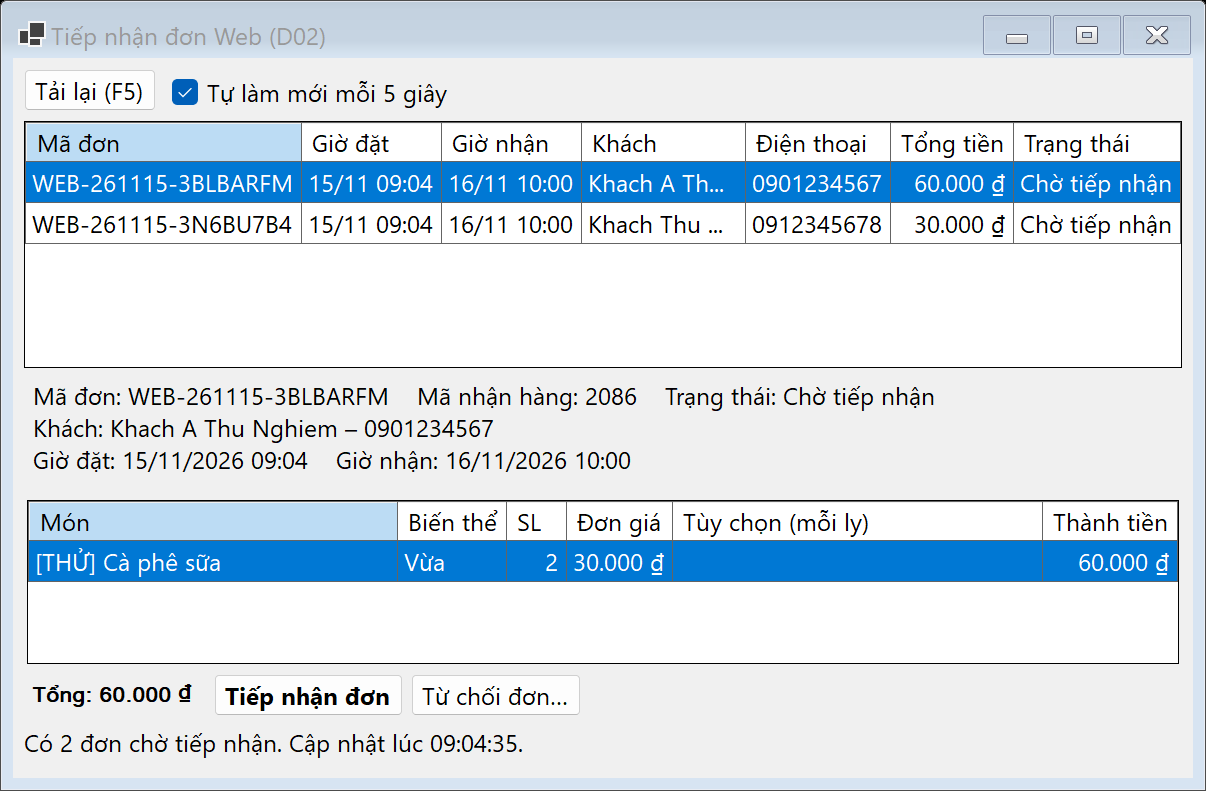 Tiếp nhận đơn Web (D02)
Tải lại (F5) Tự làm mới mỗi 5 giây
Mã đơn Giờ đặt Giờ nhận Khách Điện thoại Tổng tiền Trạng thái
WEB-261115-3BLBARFM 15/11 09:04 16/11 10:00 Khach A Th... 0901234567 60.000 ₫ Chờ tiếp nhận
WEB-261115-3N6BU7B4 15/11 09:04 16/11 10:00 Khach Thu ... 0912345678 30.000 ₫ Chờ tiếp nhận
Mã đơn: WEB-261115-3BLBARFM Mã nhận hàng: 2086 Trạng thái: Chờ tiếp nhận
Khách: Khach A Thu Nghiem – 0901234567
Giờ đặt: 15/11/2026 09:04 Giờ nhận: 16/11/2026 10:00
Món Biến thể SL Đơn giá Tùy chọn (mỗi ly) Thành tiền
[THỬ] Cà phê sữa Vừa 2 30.000 ₫ 60.000 ₫
Tổng: 60.000 ₫ Tiếp nhận đơn Từ chối đơn...
Có 2 đơn chờ tiếp nhận. Cập nhật lúc 09:04:35.